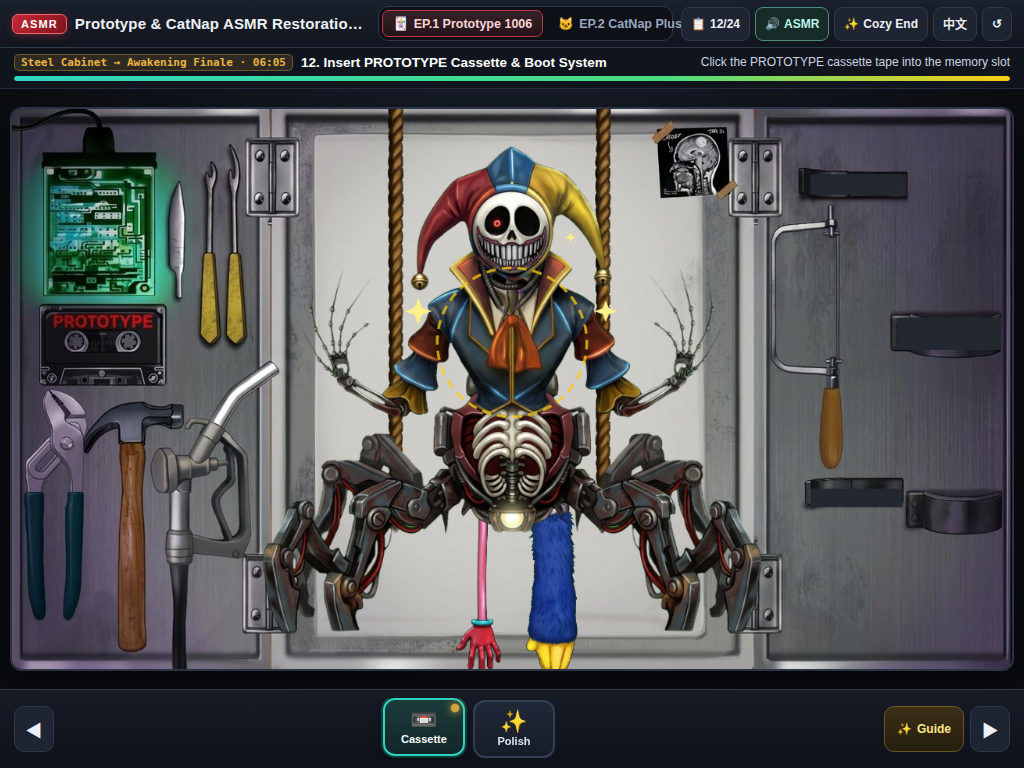 ASMR
Prototype & CatNap ASMR Restoratio...
EP.1 Prototype 1006
EP.2 CatNap Plus
12/24
ASMR
Cozy End
中文
Steel Cabinet → Awakening Finale · 06:05
12. Insert PROTOTYPE Cassette & Boot System
Click the PROTOTYPE cassette tape into the memory slot
PROTOTYPE
Cassette
Polish
Guide